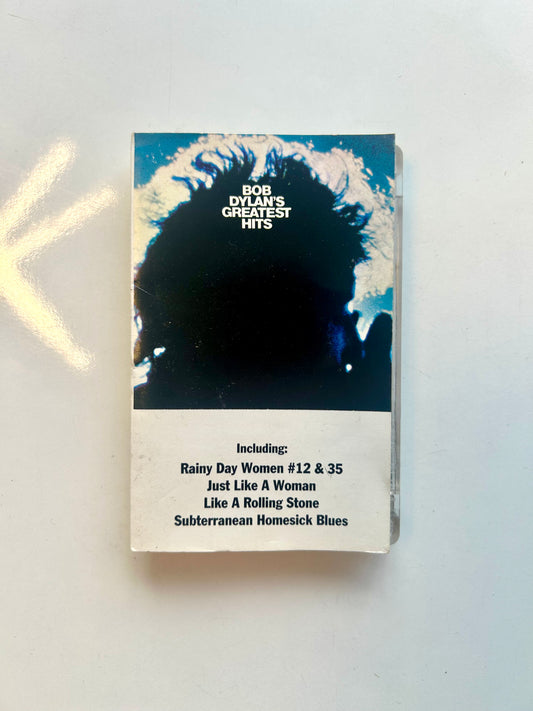 BOB
DYLAN'S
GREATEST
HITS
Including:
Rainy Day Women #12 & 35
Just Like A Woman
Like A Rolling Stone
Subterranean Homesick Blues